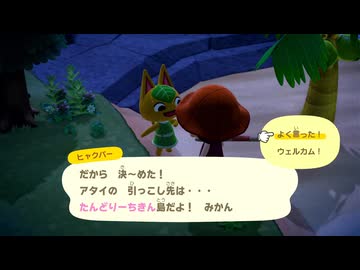 よく言った！
ウェルカム！
ヒャクパー
だから 決〜めた！
アタイの 引っこし先は・・・
たんどりーちきん島だよ！ みかん